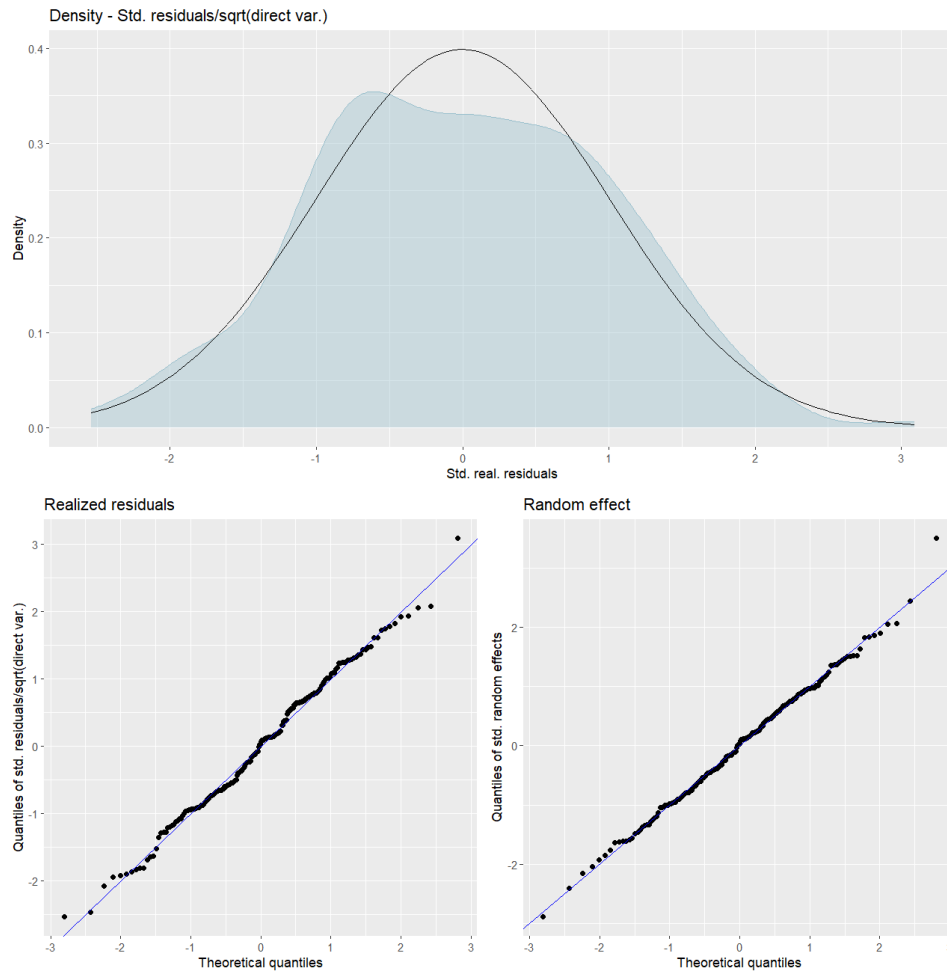 Density - Std. residuals/sqrt(direct var.)
0.4
0.3
0.2
0.1
0.0
Density
-2 -1 0 1 2 3
Std. real. residuals
Realized residuals
3
2
1
0
-1
-2
Quantiles of std. residuals/sqrt(direct var.)
-3 -2 -1 0 1 2 3
Theoretical quantiles
Random effect
2
0
-2
Quantiles of std. random effects
-3 -2 -1 0 1 2
Theoretical quantiles